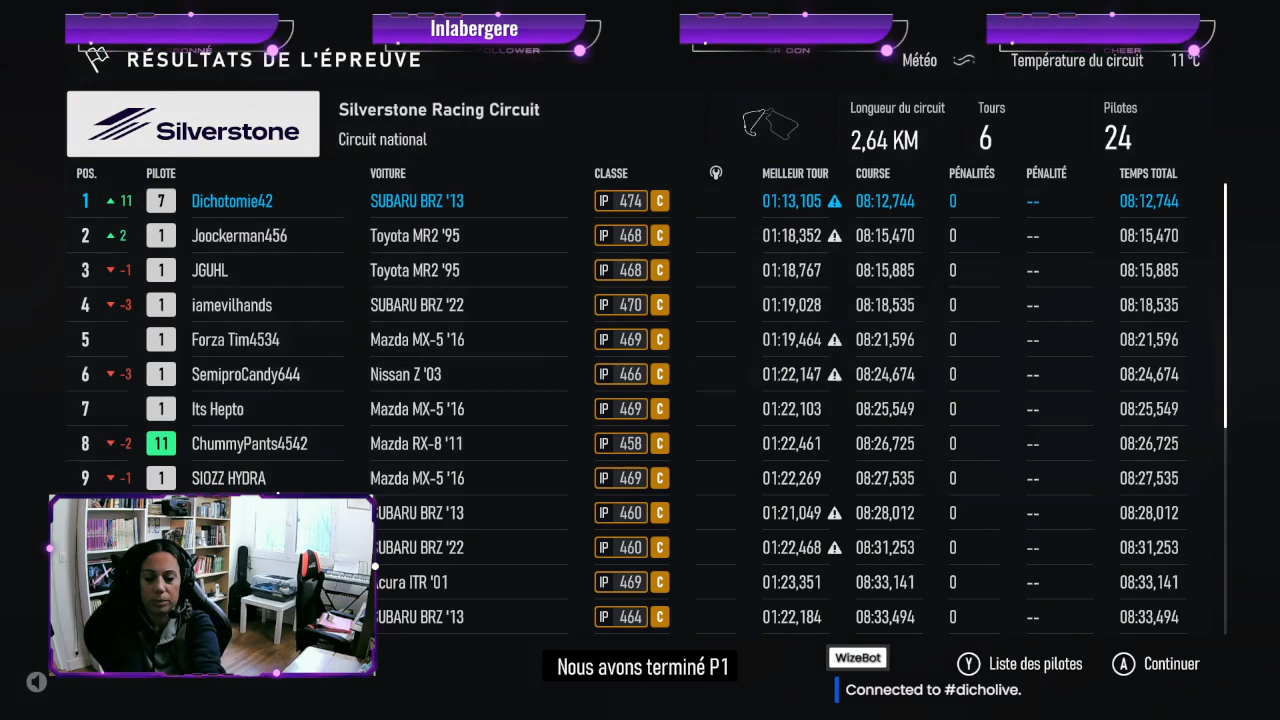 Inlabergere
RÉSULTATS DE L'ÉPREUVE
Météo
Température du circuit 11 °C
Silverstone
Silverstone Racing Circuit
Circuit national
Longueur du circuit
2,64 KM
Tours
6
Pilotes
24
POS. PILOTE VOITURE CLASSE MEILLEUR TOUR COURSE PÉNALITÉS PÉNALITÉ TEMPS TOTAL
1 11 7 Dichotomie42 SUBARU BRZ '13 IP 474 C 01:13,105 08:12,744 0 -- 08:12,744
2 2 1 Joockerman456 Toyota MR2 '95 IP 468 C 01:18,352 08:15,470 0 -- 08:15,470
3 -1 1 JGUHL Toyota MR2 '95 IP 468 C 01:18,767 08:15,885 0 -- 08:15,885
4 -3 1 iamevilhands SUBARU BRZ '22 IP 470 C 01:19,028 08:18,535 0 -- 08:18,535
5 1 Forza Tim4534 Mazda MX-5 '16 IP 469 C 01:19,464 08:21,596 0 -- 08:21,596
6 -3 1 SemiproCandy644 Nissan Z '03 IP 466 C 01:22,147 08:24,674 0 -- 08:24,674
7 1 Its Hepto Mazda MX-5 '16 IP 469 C 01:22,103 08:25,549 0 -- 08:25,549
8 -2 11 ChummyPants4542 Mazda RX-8 '11 IP 458 C 01:22,461 08:26,725 0 -- 08:26,725
9 -1 1 SIOZZ HYDRA Mazda MX-5 '16 IP 469 C 01:22,269 08:27,535 0 -- 08:27,535
SUBARU BRZ '13 IP 460 C 01:21,049 08:28,012 0 -- 08:28,012
SUBARU BRZ '22 IP 460 C 01:22,468 08:31,253 0 -- 08:31,253
Acura ITR '01 IP 469 C 01:23,351 08:33,141 0 -- 08:33,141
SUBARU BRZ '13 IP 464 C 01:22,184 08:33,494 0 -- 08:33,494
Nous avons terminé P1
WizeBot
Connected to #dicholive.
Y Liste des pilotes
A Continuer